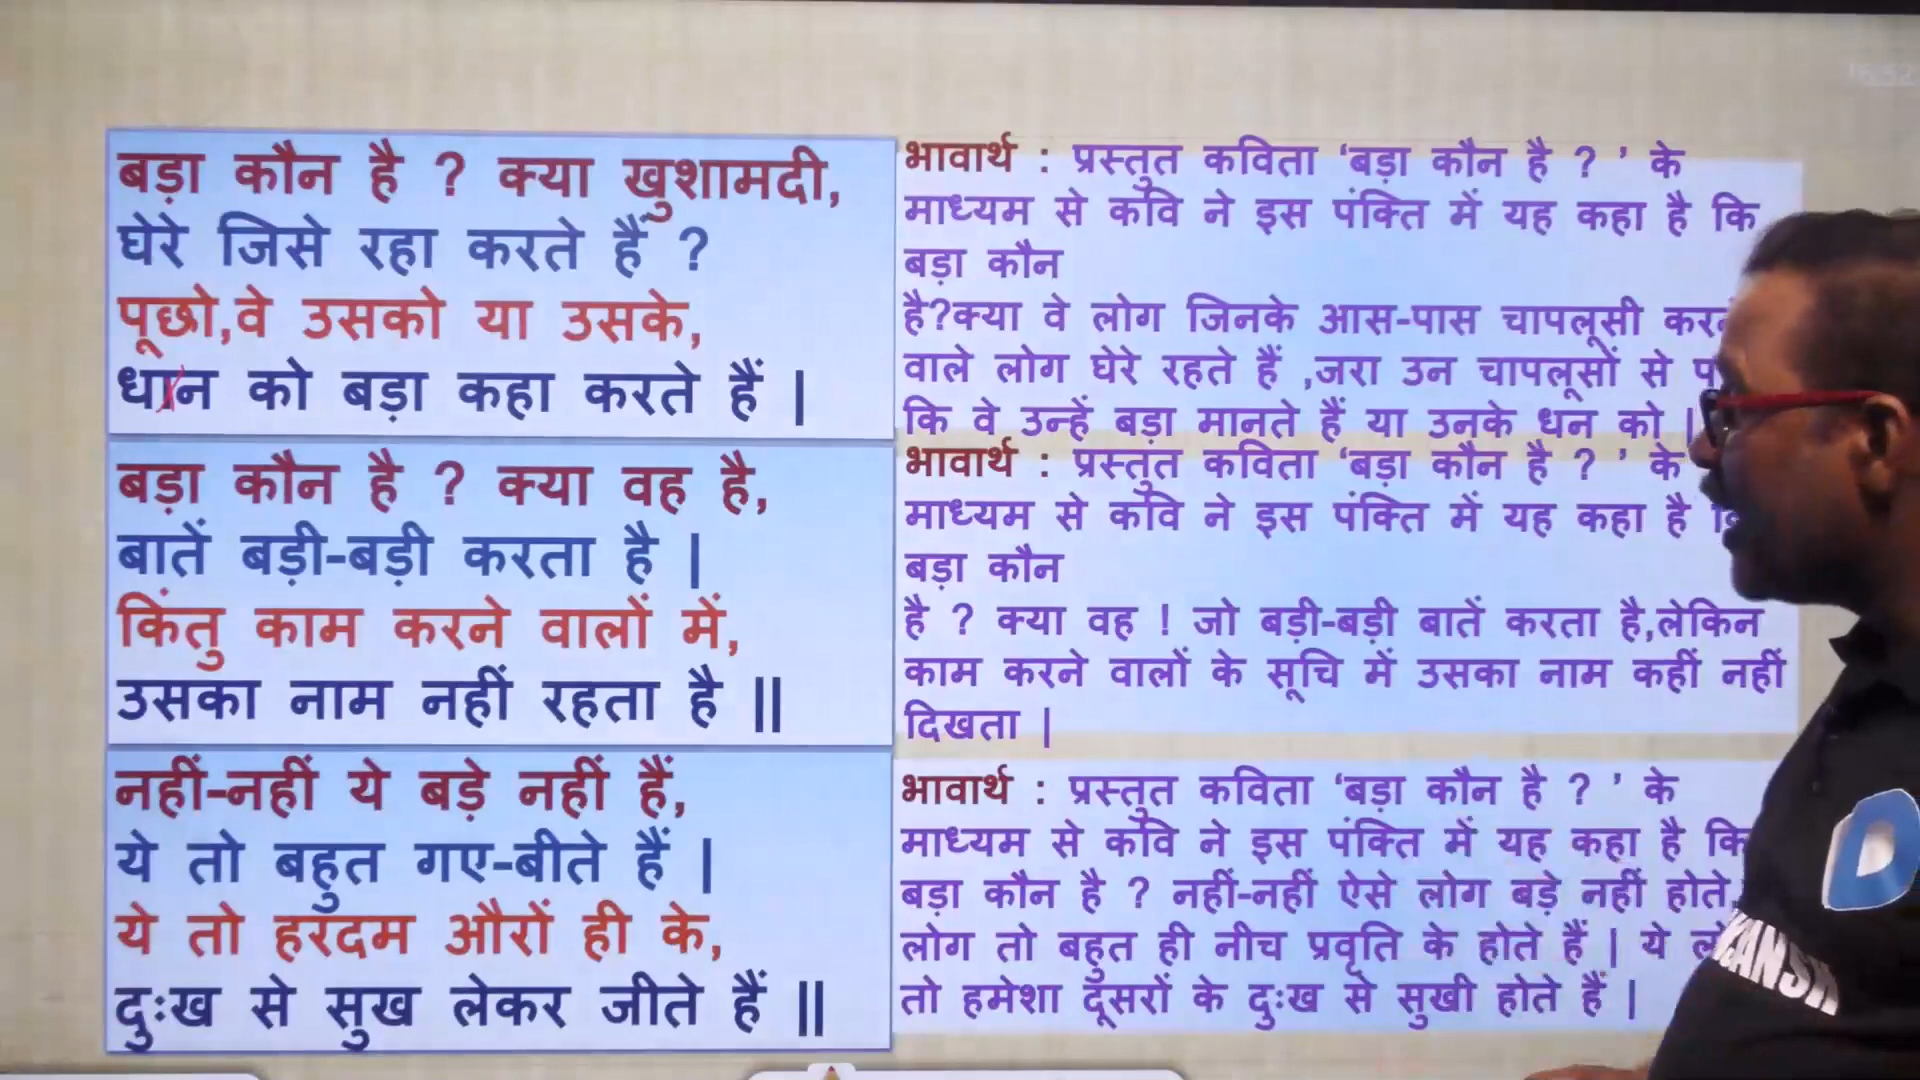 बड़ा कौन है ? क्या खुशामदी,
घेरे जिसे रहा करते हैं ?
पूछो,वे उसको या उसके,
धान को बड़ा कहा करते हैं |
भावार्थ : प्रस्तुत कविता ‘बड़ा कौन है ? ’ के
माध्यम से कवि ने इस पंक्ति में यह कहा है कि
बड़ा कौन
है?क्या वे लोग जिनके आस-पास चापलूसी
वाले लोग घेरे रहते हैं ,जरा उन चापलूसों से
कि वे उन्हें बड़ा मानते हैं या उनके धन को |
बड़ा कौन है ? क्या वह है,
बातें बड़ी-बड़ी करता है |
किंतु काम करने वालों में,
उसका नाम नहीं रहता है ||
भावार्थ : प्रस्तुत कविता ‘बड़ा कौन है ? ’ के
माध्यम से कवि ने इस पंक्ति में यह कहा है
बड़ा कौन
है ? क्या वह ! जो बड़ी-बड़ी बातें करता है,लेकिन
काम करने वालों के सूचि में उसका नाम कहीं नहीं
दिखता |
नहीं-नहीं ये बड़े नहीं हैं,
ये तो बहुत गए-बीते हैं |
ये तो हरदम औरों ही के,
दुःख से सुख लेकर जीते हैं ||
भावार्थ : प्रस्तुत कविता ‘बड़ा कौन है ? ’ के
माध्यम से कवि ने इस पंक्ति में यह कहा है कि
बड़ा कौन है ? नहीं-नहीं ऐसे लोग बड़े नहीं होते
लोग तो बहुत ही नीच प्रवृति के होते हैं | ये
तो हमेशा दूसरों के दुःख से सुखी होते हैं |